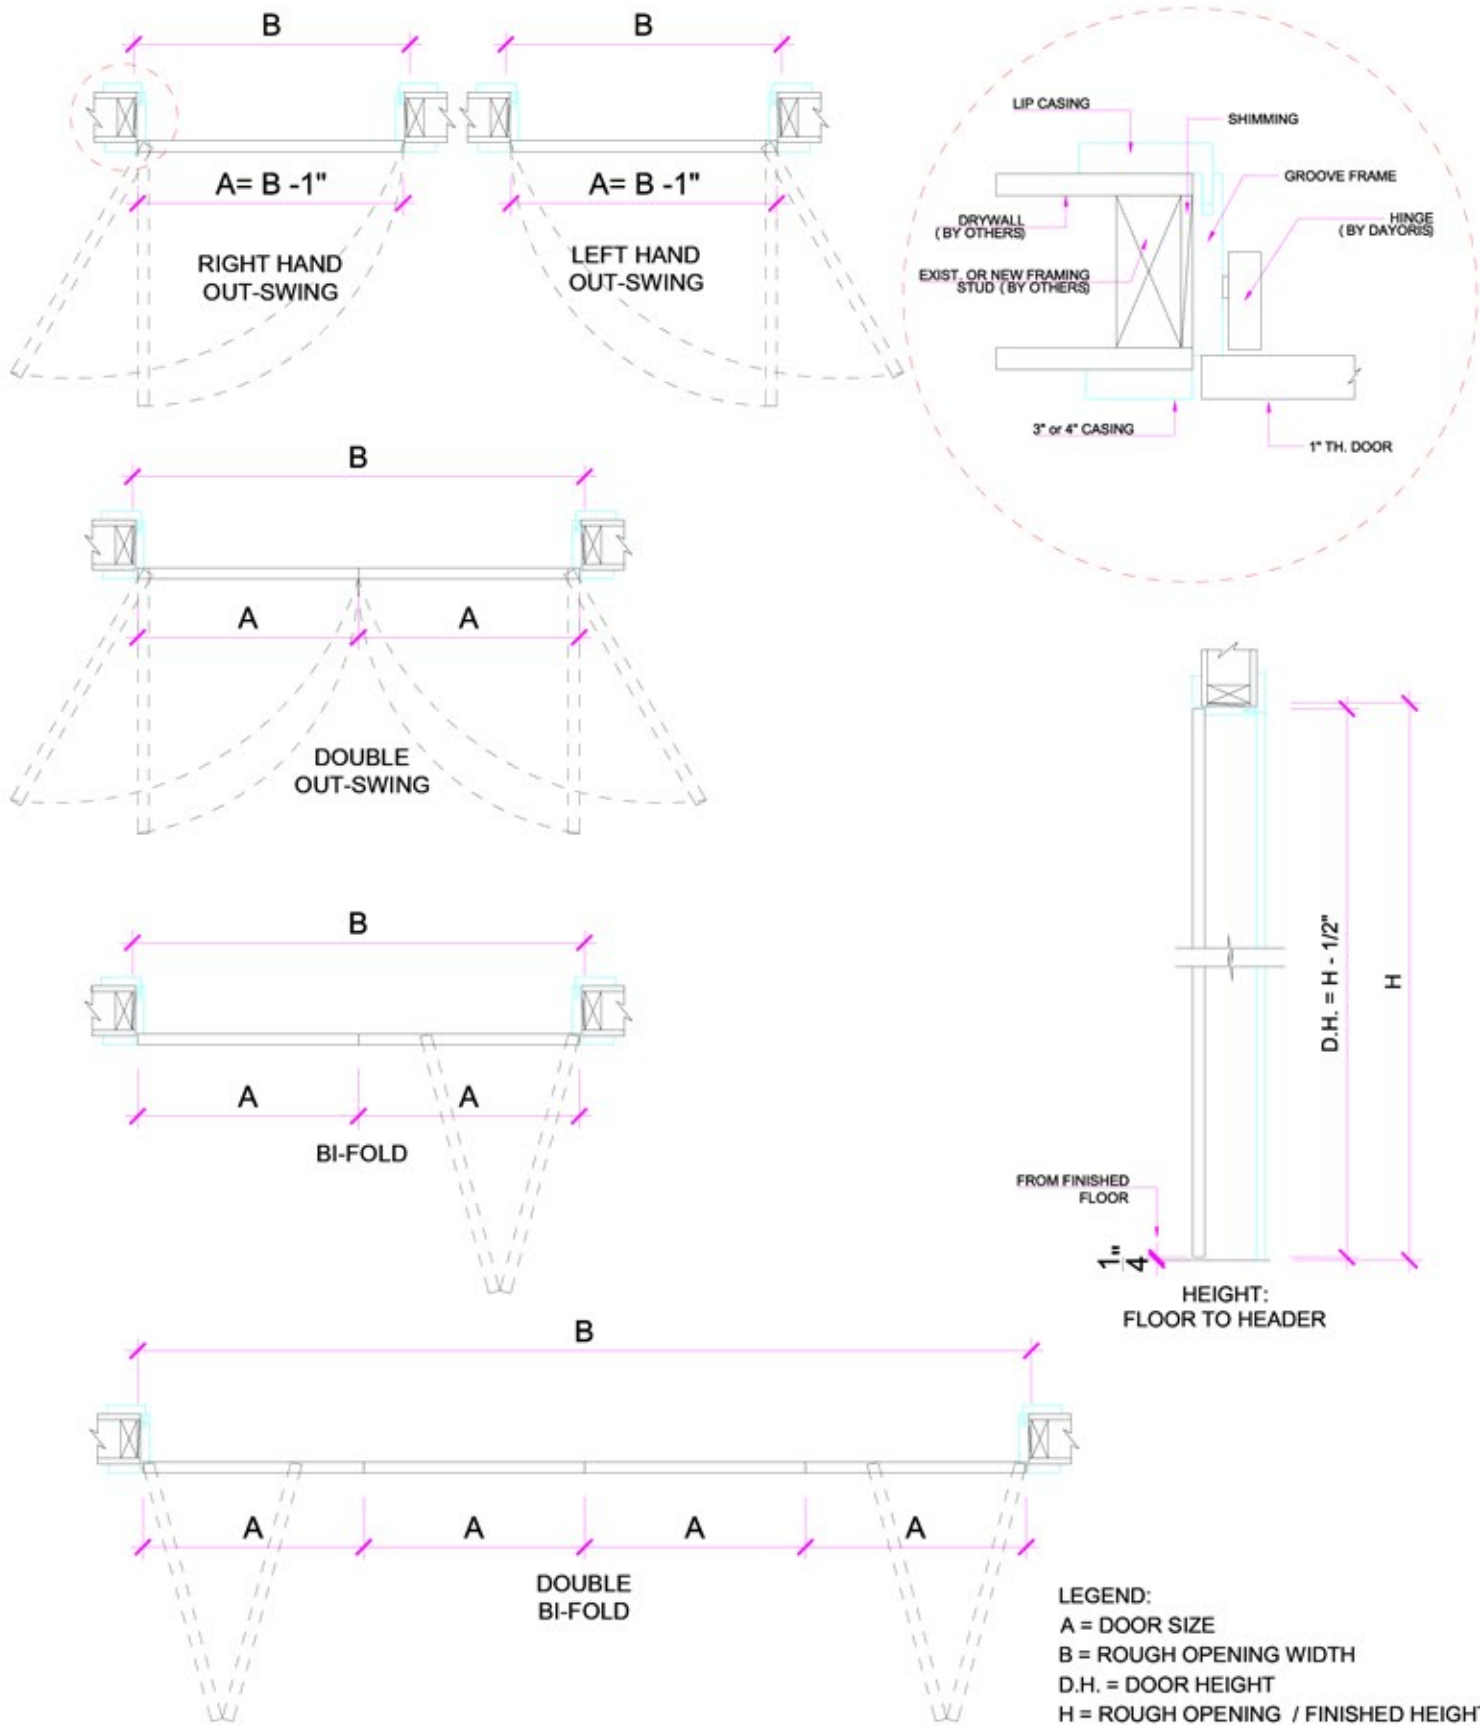 B
B
A= B -1"
A= B -1"
RIGHT HAND
OUT-SWING
LEFT HAND
OUT-SWING
LIP CASING
SHIMMING
GROOVE FRAME
DRYWALL
( BY OTHERS)
HINGE
( BY DAYORIS)
EXIST. OR NEW FRAMING
STUD ( BY OTHERS)
3" or 4" CASING
1" TH. DOOR
B
A
A
DOUBLE
OUT-SWING
B
A
A
BI-FOLD
D.H. = H - 1/2"
H
FROM FINISHED
FLOOR
1"
4
HEIGHT:
FLOOR TO HEADER
B
A
A
A
A
DOUBLE
BI-FOLD
LEGEND:
A = DOOR SIZE
B = ROUGH OPENING WIDTH
D.H. = DOOR HEIGHT
H = ROUGH OPENING / FINISHED HEIGHT